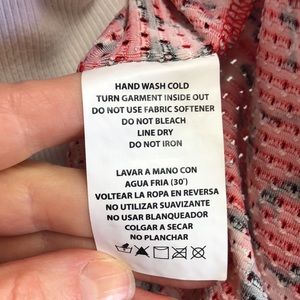 HAND WASH COLD
TURN GARMENT INSIDE OUT
DO NOT USE FABRIC SOFTENER
DO NOT BLEACH
LINE DRY
DO NOT IRON
LAVAR A MANO CON
AGUA FRIA (30°)
VOLTEAR LA ROPA EN REVERSA
NO UTILIZAR SUAVIZANTE
NO USAR BLANQUEADOR
COLGAR A SECAR
NO PLANCHAR